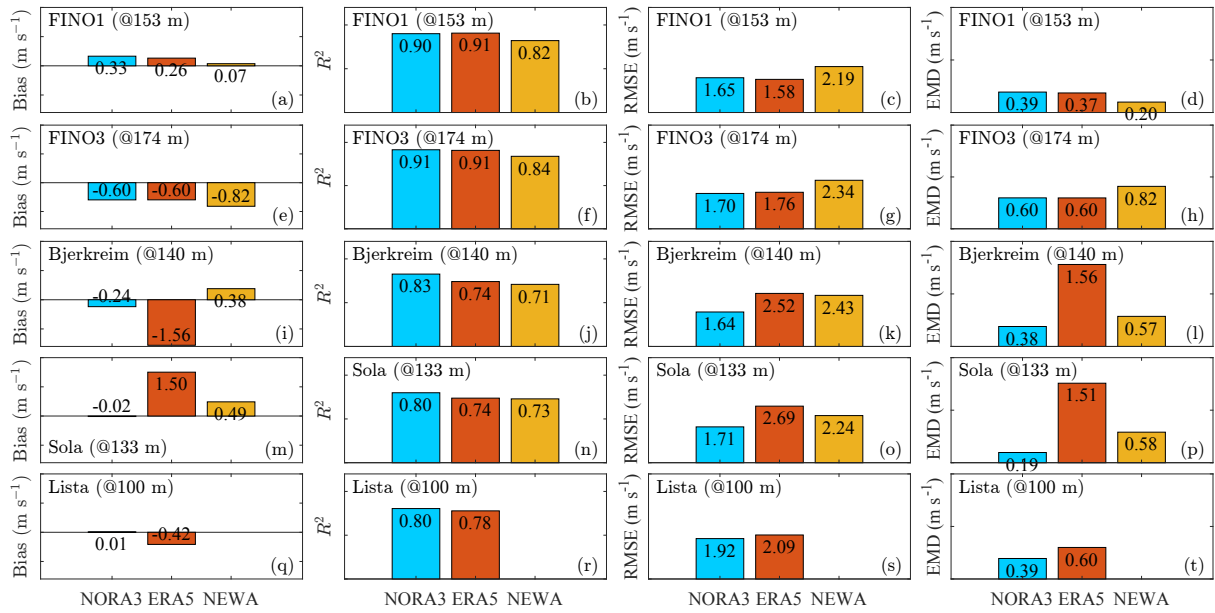 FINO1 (@153 m)
Bias (m s⁻¹)
0.33
0.26
0.07
(a)
FINO1 (@153 m)
R²
0.90
0.91
0.82
(b)
FINO1 (@153 m)
RMSE (m s⁻¹)
1.65
1.58
2.19
(c)
FINO1 (@153 m)
EMD (m s⁻¹)
0.39
0.37
0.20
(d)
FINO3 (@174 m)
Bias (m s⁻¹)
-0.60
-0.60
-0.82
(e)
FINO3 (@174 m)
R²
0.91
0.91
0.84
(f)
FINO3 (@174 m)
RMSE (m s⁻¹)
1.70
1.76
2.34
(g)
FINO3 (@174 m)
EMD (m s⁻¹)
0.60
0.60
0.82
(h)
Bjerkreim (@140 m)
Bias (m s⁻¹)
-0.24
-1.56
0.38
(i)
Bjerkreim (@140 m)
R²
0.83
0.74
0.71
(j)
Bjerkreim (@140 m)
RMSE (m s⁻¹)
1.64
2.52
2.43
(k)
Bjerkreim (@140 m)
EMD (m s⁻¹)
0.38
1.56
0.57
(l)
Bias (m s⁻¹)
-0.02
1.50
0.49
Sola (@133 m)
(m)
Sola (@133 m)
R²
0.80
0.74
0.73
(n)
Sola (@133 m)
RMSE (m s⁻¹)
1.71
2.69
2.24
(o)
Sola (@133 m)
EMD (m s⁻¹)
0.19
1.51
0.58
(p)
Lista (@100 m)
Bias (m s⁻¹)
0.01
-0.42
(q)
Lista (@100 m)
R²
0.80
0.78
(r)
Lista (@100 m)
RMSE (m s⁻¹)
1.92
2.09
(s)
Lista (@100 m)
EMD (m s⁻¹)
0.39
0.60
(t)
NORA3 ERA5 NEWA
NORA3 ERA5 NEWA
NORA3 ERA5 NEWA
NORA3 ERA5 NEWA